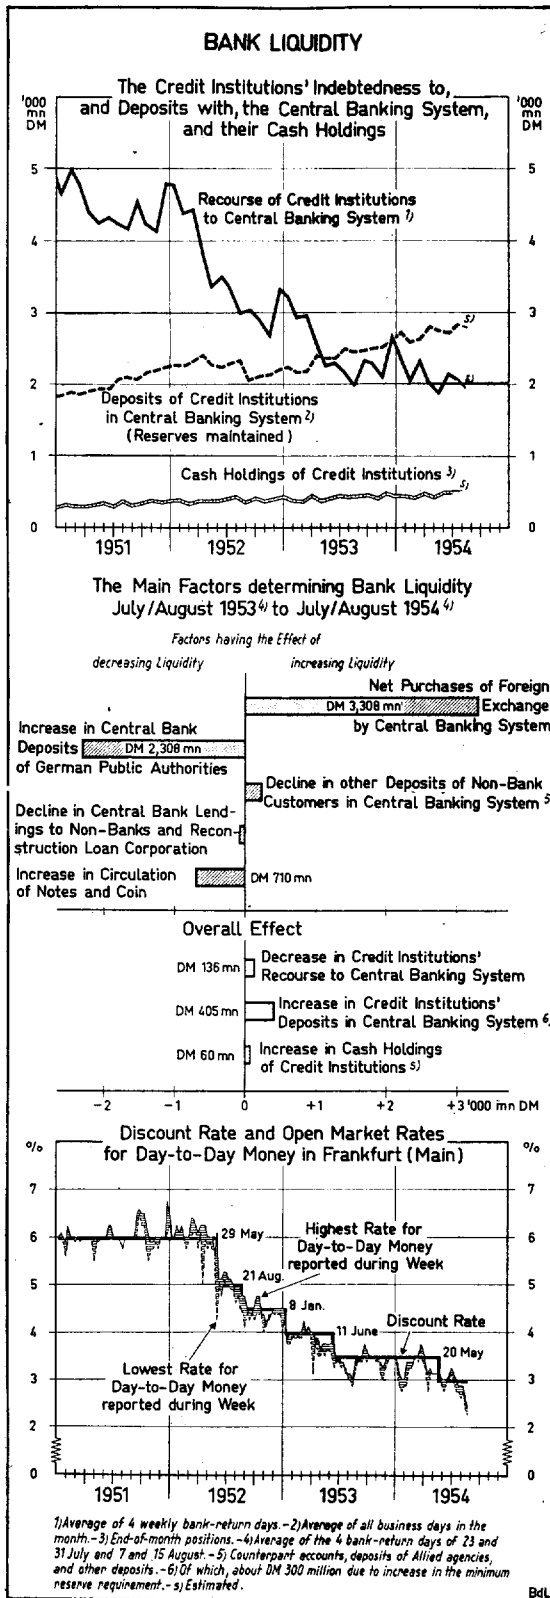 BANK LIQUIDITY
The Credit Institutions' Indebtedness to,
and Deposits with, the Central Banking System,
and their Cash Holdings
'000
mn
DM
'000
mn
DM
5
5
Recourse of Credit Institutions
to Central Banking System 1)
4
4
3
3
s)
2
2
6)
Deposits of Credit Institutions
in Central Banking System 2)
(Reserves maintained)
1
1
Cash Holdings of Credit Institutions 3)
s)
0
0
1951
1952
1953
1954
The Main Factors determining Bank Liquidity
July/August 1953 4) to July/August 1954 4)
Factors having the Effect of
decreasing Liquidity
increasing Liquidity
Net Purchases of Foreign
DM 3,308 mn
Exchange
by Central Banking System
Increase in Central Bank
Deposits
DM 2,308 mn
of German Public Authorities
Decline in other Deposits of Non-Bank
Customers in Central Banking System 5
Decline in Central Bank Lend-
ings to Non-Banks and Recon-
struction Loan Corporation
Increase in Circulation
of Notes and Coin
DM 710 mn
Overall Effect
DM 136 mn
Decrease in Credit Institutions'
Recourse to Central Banking System
DM 405 mn
Increase in Credit Institutions'
Deposits in Central Banking System 6)
DM 60 mn
Increase in Cash Holdings
of Credit Institutions s)
-2
-1
0
+1
+2
+3 '000 mn DM
%
%
Discount Rate and Open Market Rates
for Day-to-Day Money in Frankfurt (Main)
7
7
6
6
29 May
Highest Rate for
Day-to-Day Money
reported during Week
5
5
21 Aug.
8 Jan.
4
4
11 June
Discount Rate
20 May
3
3
Lowest Rate for
Day-to-Day Money
reported during Week
2
2
0
0
1951
1952
1953
1954
1) Average of 4 weekly bank-return days.-2) Average of all business days in the
month.-3) End-of-month positions.-4) Average of the 4 bank-return days of 23 and
31 July and 7 and 15 August.-5) Counterpart accounts, deposits of Allied agencies,
and other deposits.-6) Of which, about DM 300 million due to increase in the minimum
reserve requirement.- s) Estimated.
BdL